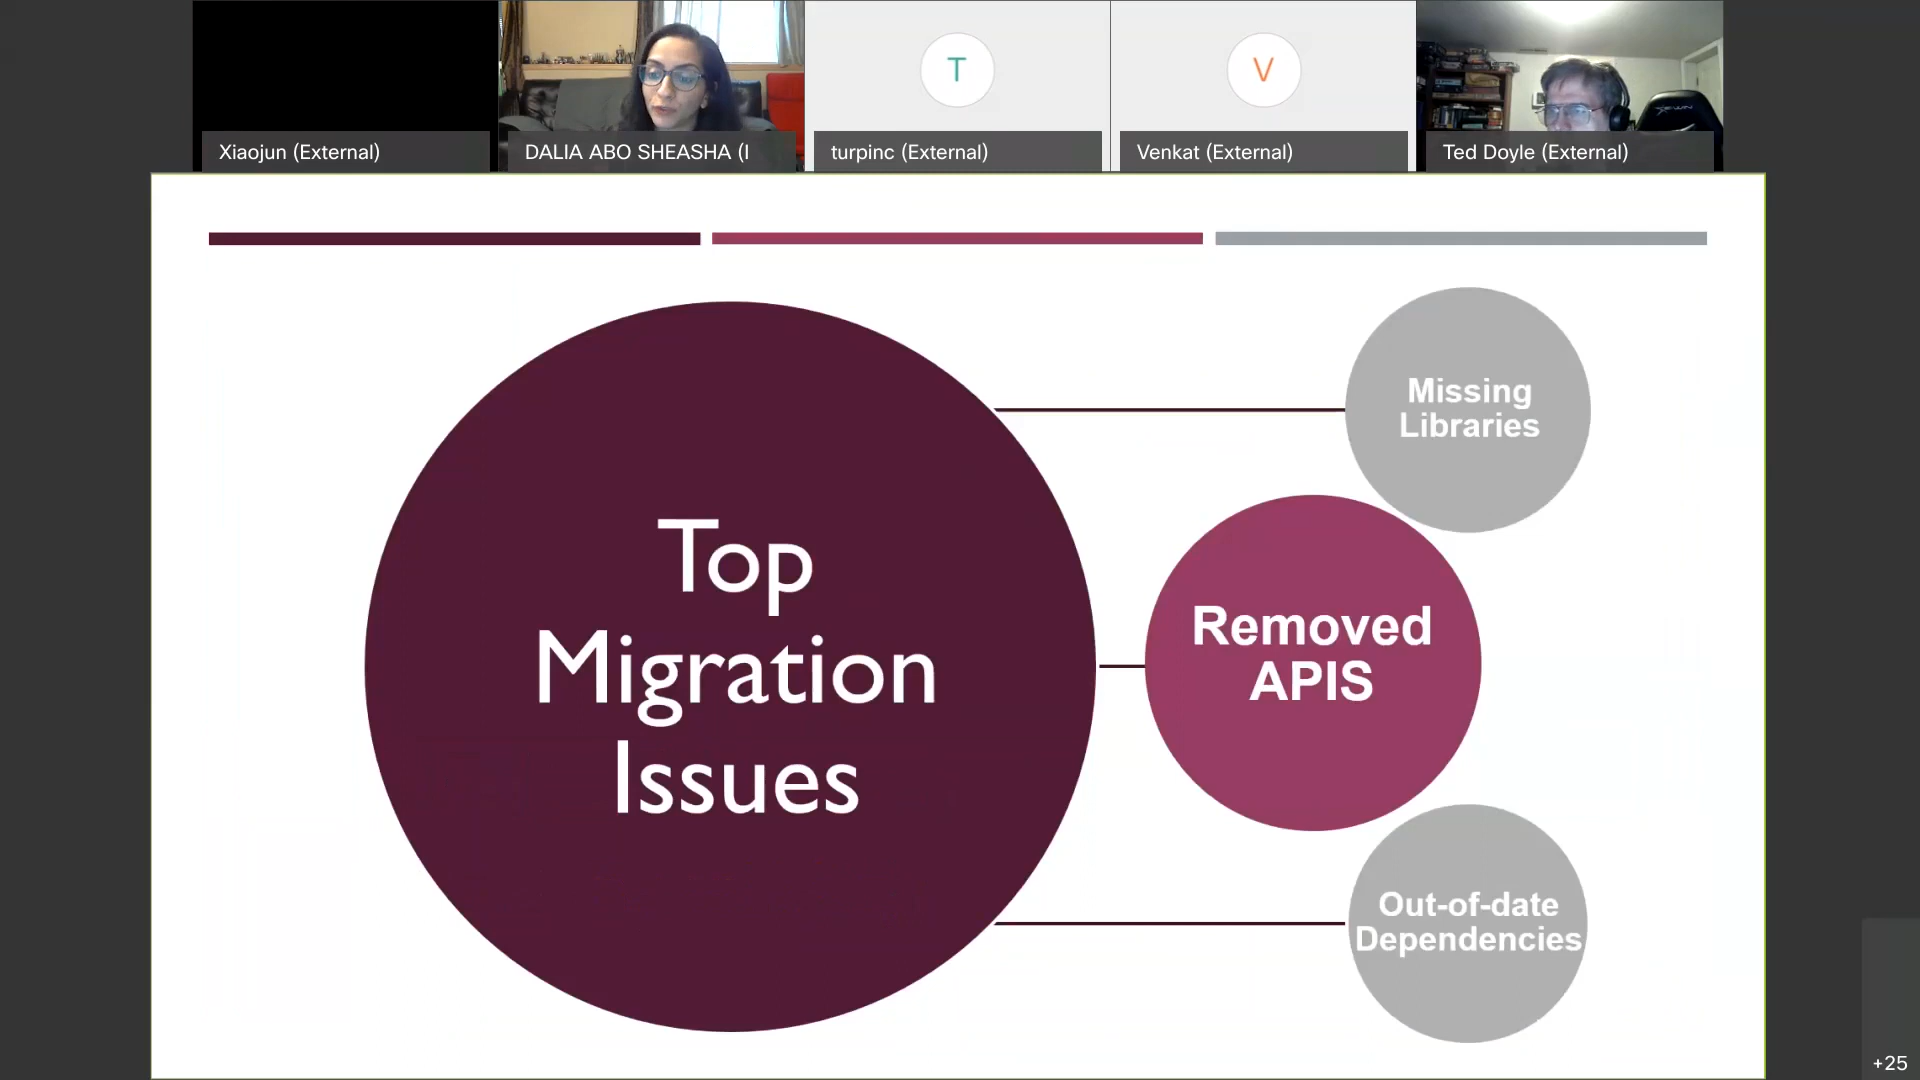 T
V
Xiaojun (External)
DALIA ABO SHEASHA (I
turpinc (External)
Venkat (External)
Ted Doyle (External)
Top
Migration
Issues
Missing
Libraries
Removed
APIS
Out-of-date
Dependencies
+25